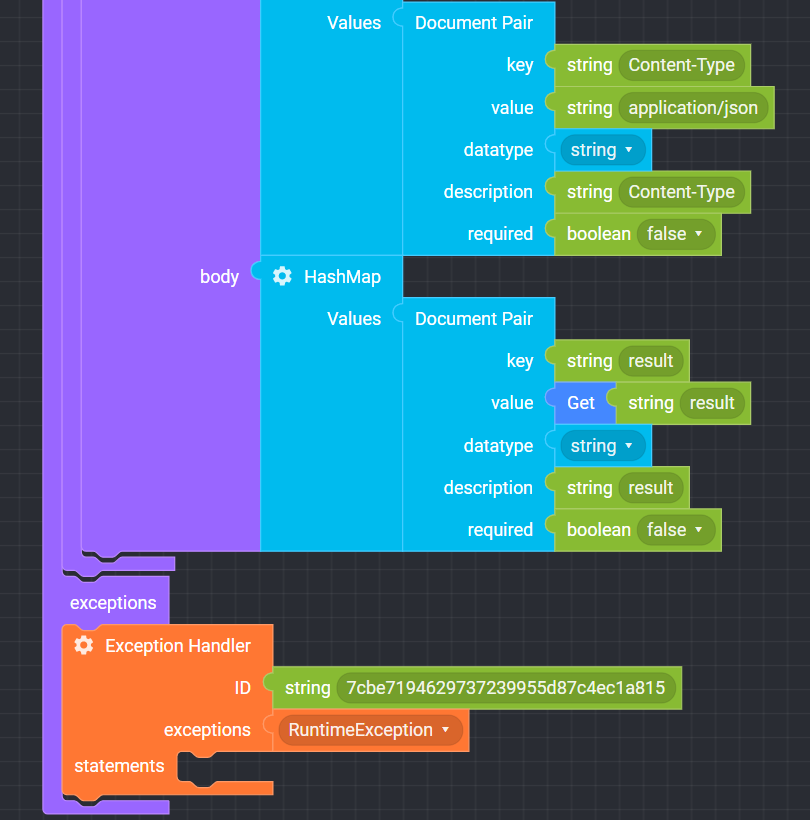 Values Document Pair
key string Content-Type
value string application/json
datatype string
description string Content-Type
required boolean false
body HashMap
Values Document Pair
key string result
value Get string result
datatype string
description string result
required boolean false
exceptions
Exception Handler
ID string 7cbe7194629737239955d87c4ec1a815
exceptions RuntimeException
statements